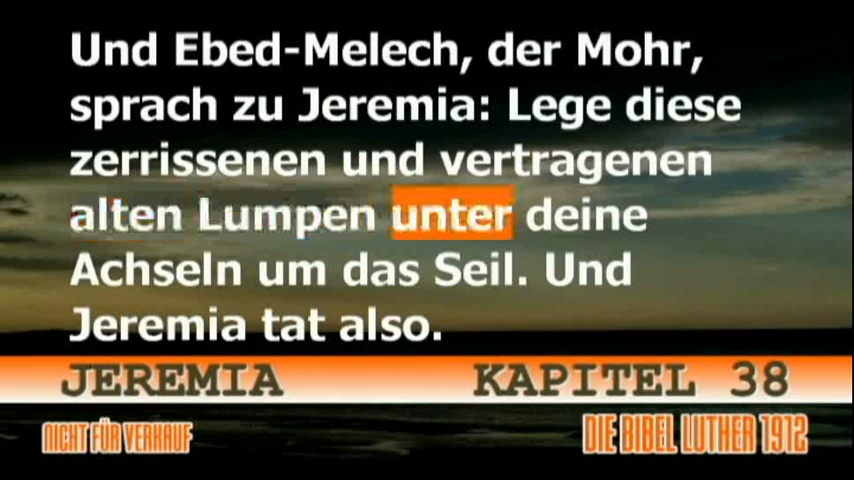 Und Ebed-Melech, der Mohr,
sprach zu Jeremia: Lege diese
zerrissenen und vertragenen
alten Lumpen unter deine
Achseln um das Seil. Und
Jeremia tat also.
JEREMIA KAPITEL 38
NICHT FÜR VERKAUF DIE BIBEL LUTHER 1912